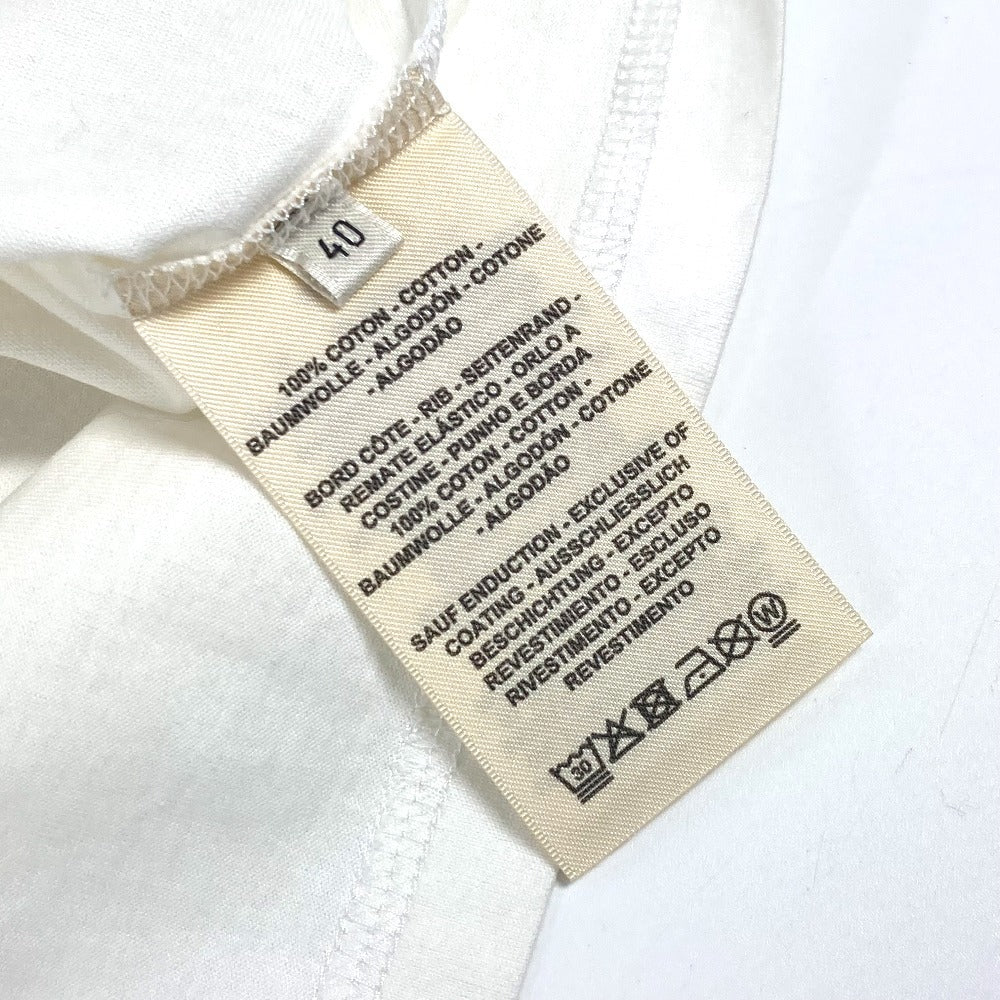 40
100% COTON - COTTON -
BAUMWOLLE - ALGODÓN - COTONE
- ALGODÃO
BORD CÔTE - RIB - SEITENRAND -
REMATE ELÁSTICO - ORLO A
COSTINE - PUNHO E BORDA
100% COTON - COTTON -
BAUMWOLLE - ALGODÓN - COTONE
- ALGODÃO
SAUF ENDUCTION - EXCLUSIVE OF
COATING - AUSSCHLIESSLICH
BESCHICHTUNG - EXCEPTO
REVESTIMIENTO - ESCLUSO
RIVESTIMENTO - EXCEPTO
REVESTIMENTO
30 W